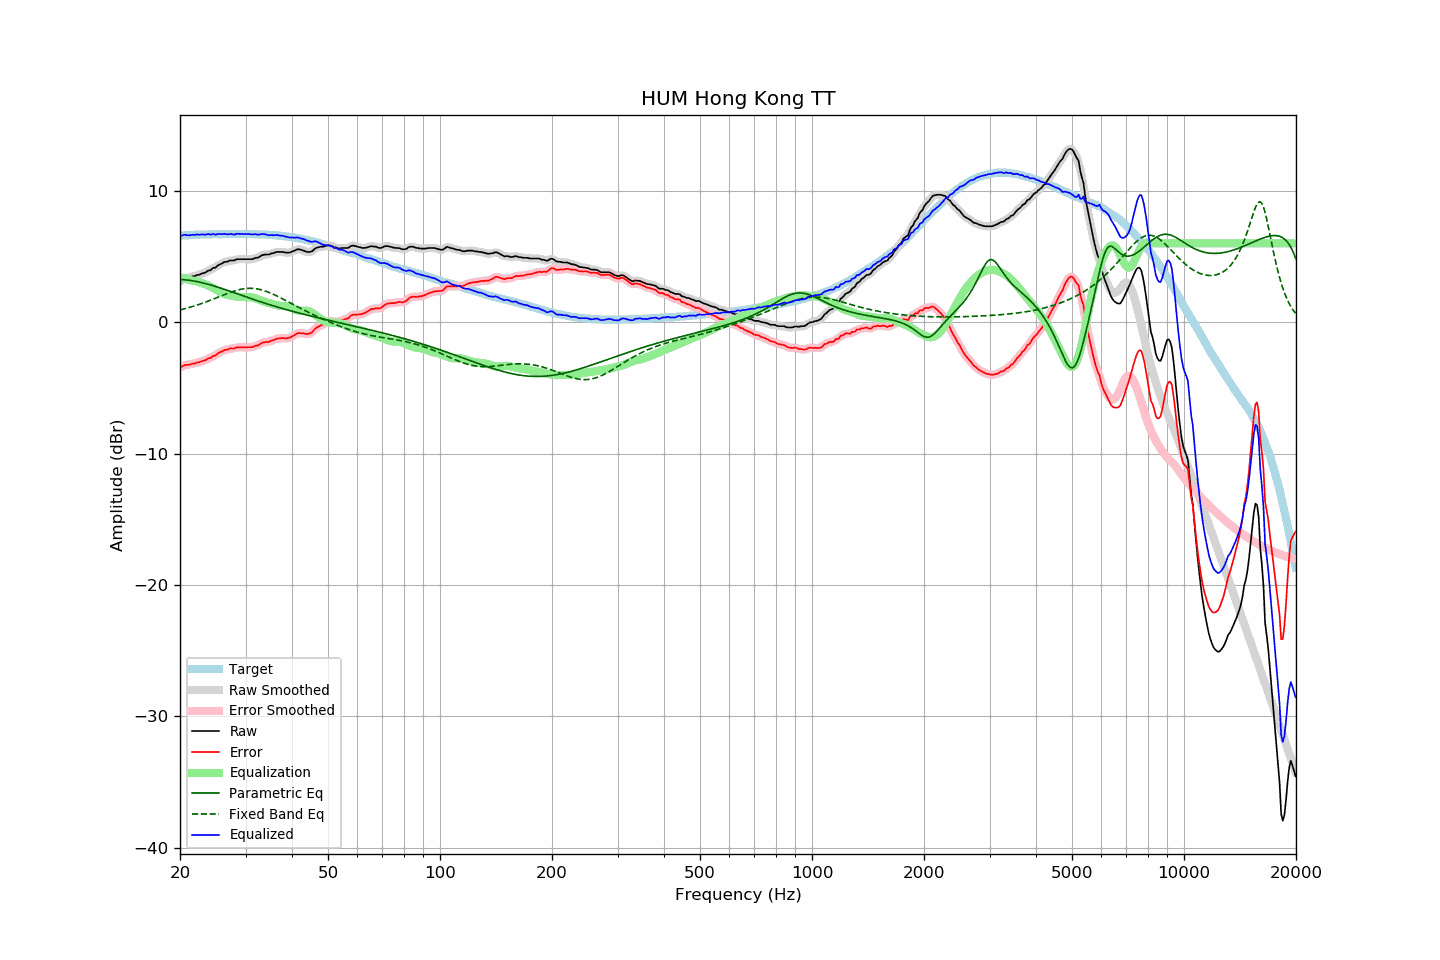 HUM Hong Kong TT
Amplitude (dBr)
10
0
−10
−20
−30
−40
Target
Raw Smoothed
Error Smoothed
Raw
Error
Equalization
Parametric Eq
Fixed Band Eq
Equalized
20 50 100 200 500 1000 2000 5000 10000 20000
Frequency (Hz)